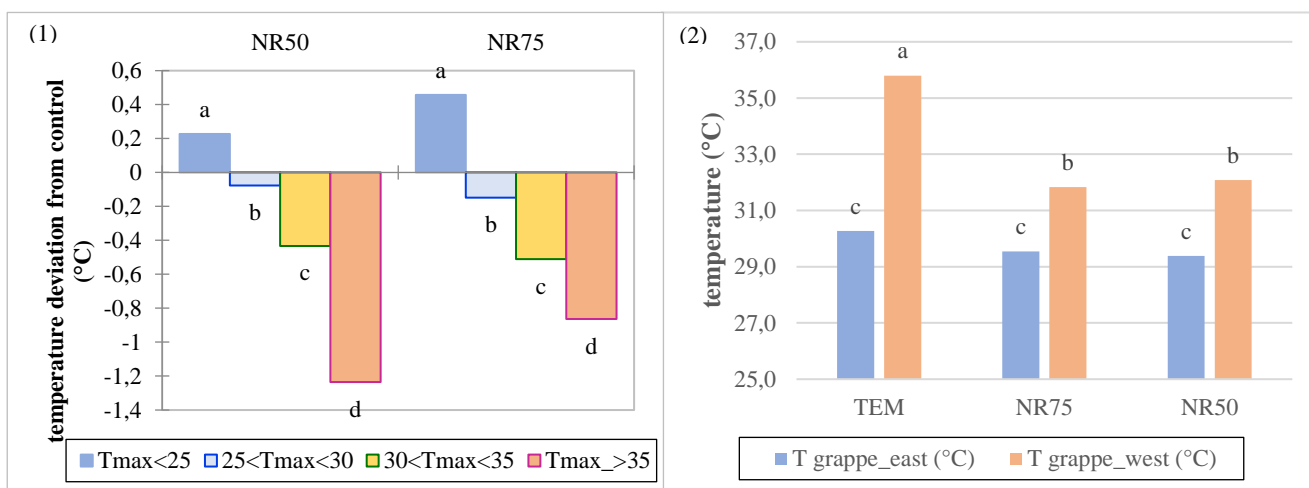 (1)
NR50 NR75
temperature deviation from control
(°C)
0,6
0,4
0,2
0
-0,2
-0,4
-0,6
-0,8
-1
-1,2
-1,4
a
b
c
d
a
b
c
d
Tmax<25 25<Tmax<30 30<Tmax<35 Tmax_>35
(2)
temperature (°C)
37,0
35,0
33,0
31,0
29,0
27,0
25,0
c
a
c
b
c
b
TEM NR75 NR50
T grappe_east (°C) T grappe_west (°C)